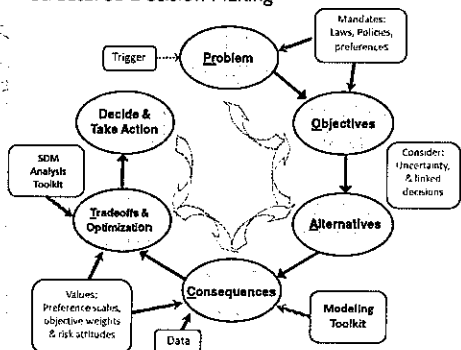 Decision Making
Mandates:
Laws, Policies,
preferences
Trigger
Problem
Decide &
Take Action
Objectives
SDM
Analysis
Toolkit
Consider:
Uncertainty,
& linked
decisions
Tradeoffs &
Optimization
Alternatives
Values:
Preference scales,
objective weights
& risk attitudes
Consequences
Modeling
Toolkit
Data